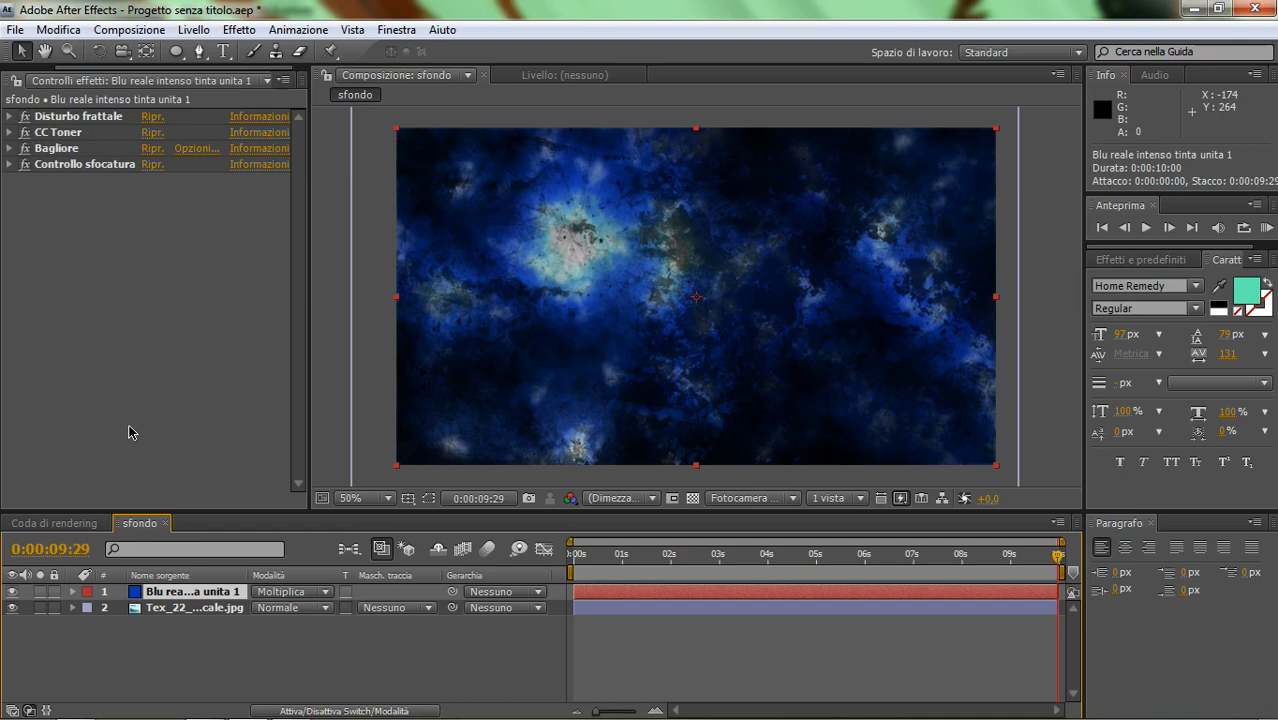 Adobe After Effects - Progetto senza titolo.aep *
File Modifica Composizione Livello Effetto Animazione Vista Finestra Aiuto
Spazio di lavoro: Standard Cerca nella Guida
Controlli effetti: Blu reale intenso tinta unita 1
sfondo • Blu reale intenso tinta unita 1
fx Disturbo frattale Ripr. Informazioni
fx CC Toner Ripr. Informazioni
fx Bagliore Ripr. Opzioni... Informazioni
fx Controllo sfocatura Ripr. Informazioni
Composizione: sfondo Livello: (nessuno)
sfondo
50% 0:00:09:29 (Dimezza... Fotocamera ... 1 vista +0,0
Info Audio
R: X: -174
G: Y: 264
B:
A: 0
Blu reale intenso tinta unita 1
Durata: 0:00:10:00
Attacco: 0:00:00:00, Stacco: 0:00:09:29
Anteprima
Effetti e predefiniti Caratt
Home Remedy
Regular
97 px 79 px
Metrica 131
- px
100 % 100 %
0 px 0 %
T T TT Tт T¹ T₁
Paragrafo
0 px 0 px 0 px
0 px 0 px
Coda di rendering sfondo
0:00:09:29
# Nome sorgente Modalità T Masch. traccia Gerarchia
1 Blu rea...a unita 1 Moltiplica Nessuno
2 Tex_22_...cale.jpg Normale Nessuno Nessuno
:00s 01s 02s 03s 04s 05s 06s 07s 08s 09s
Attiva/Disattiva Switch/Modalità